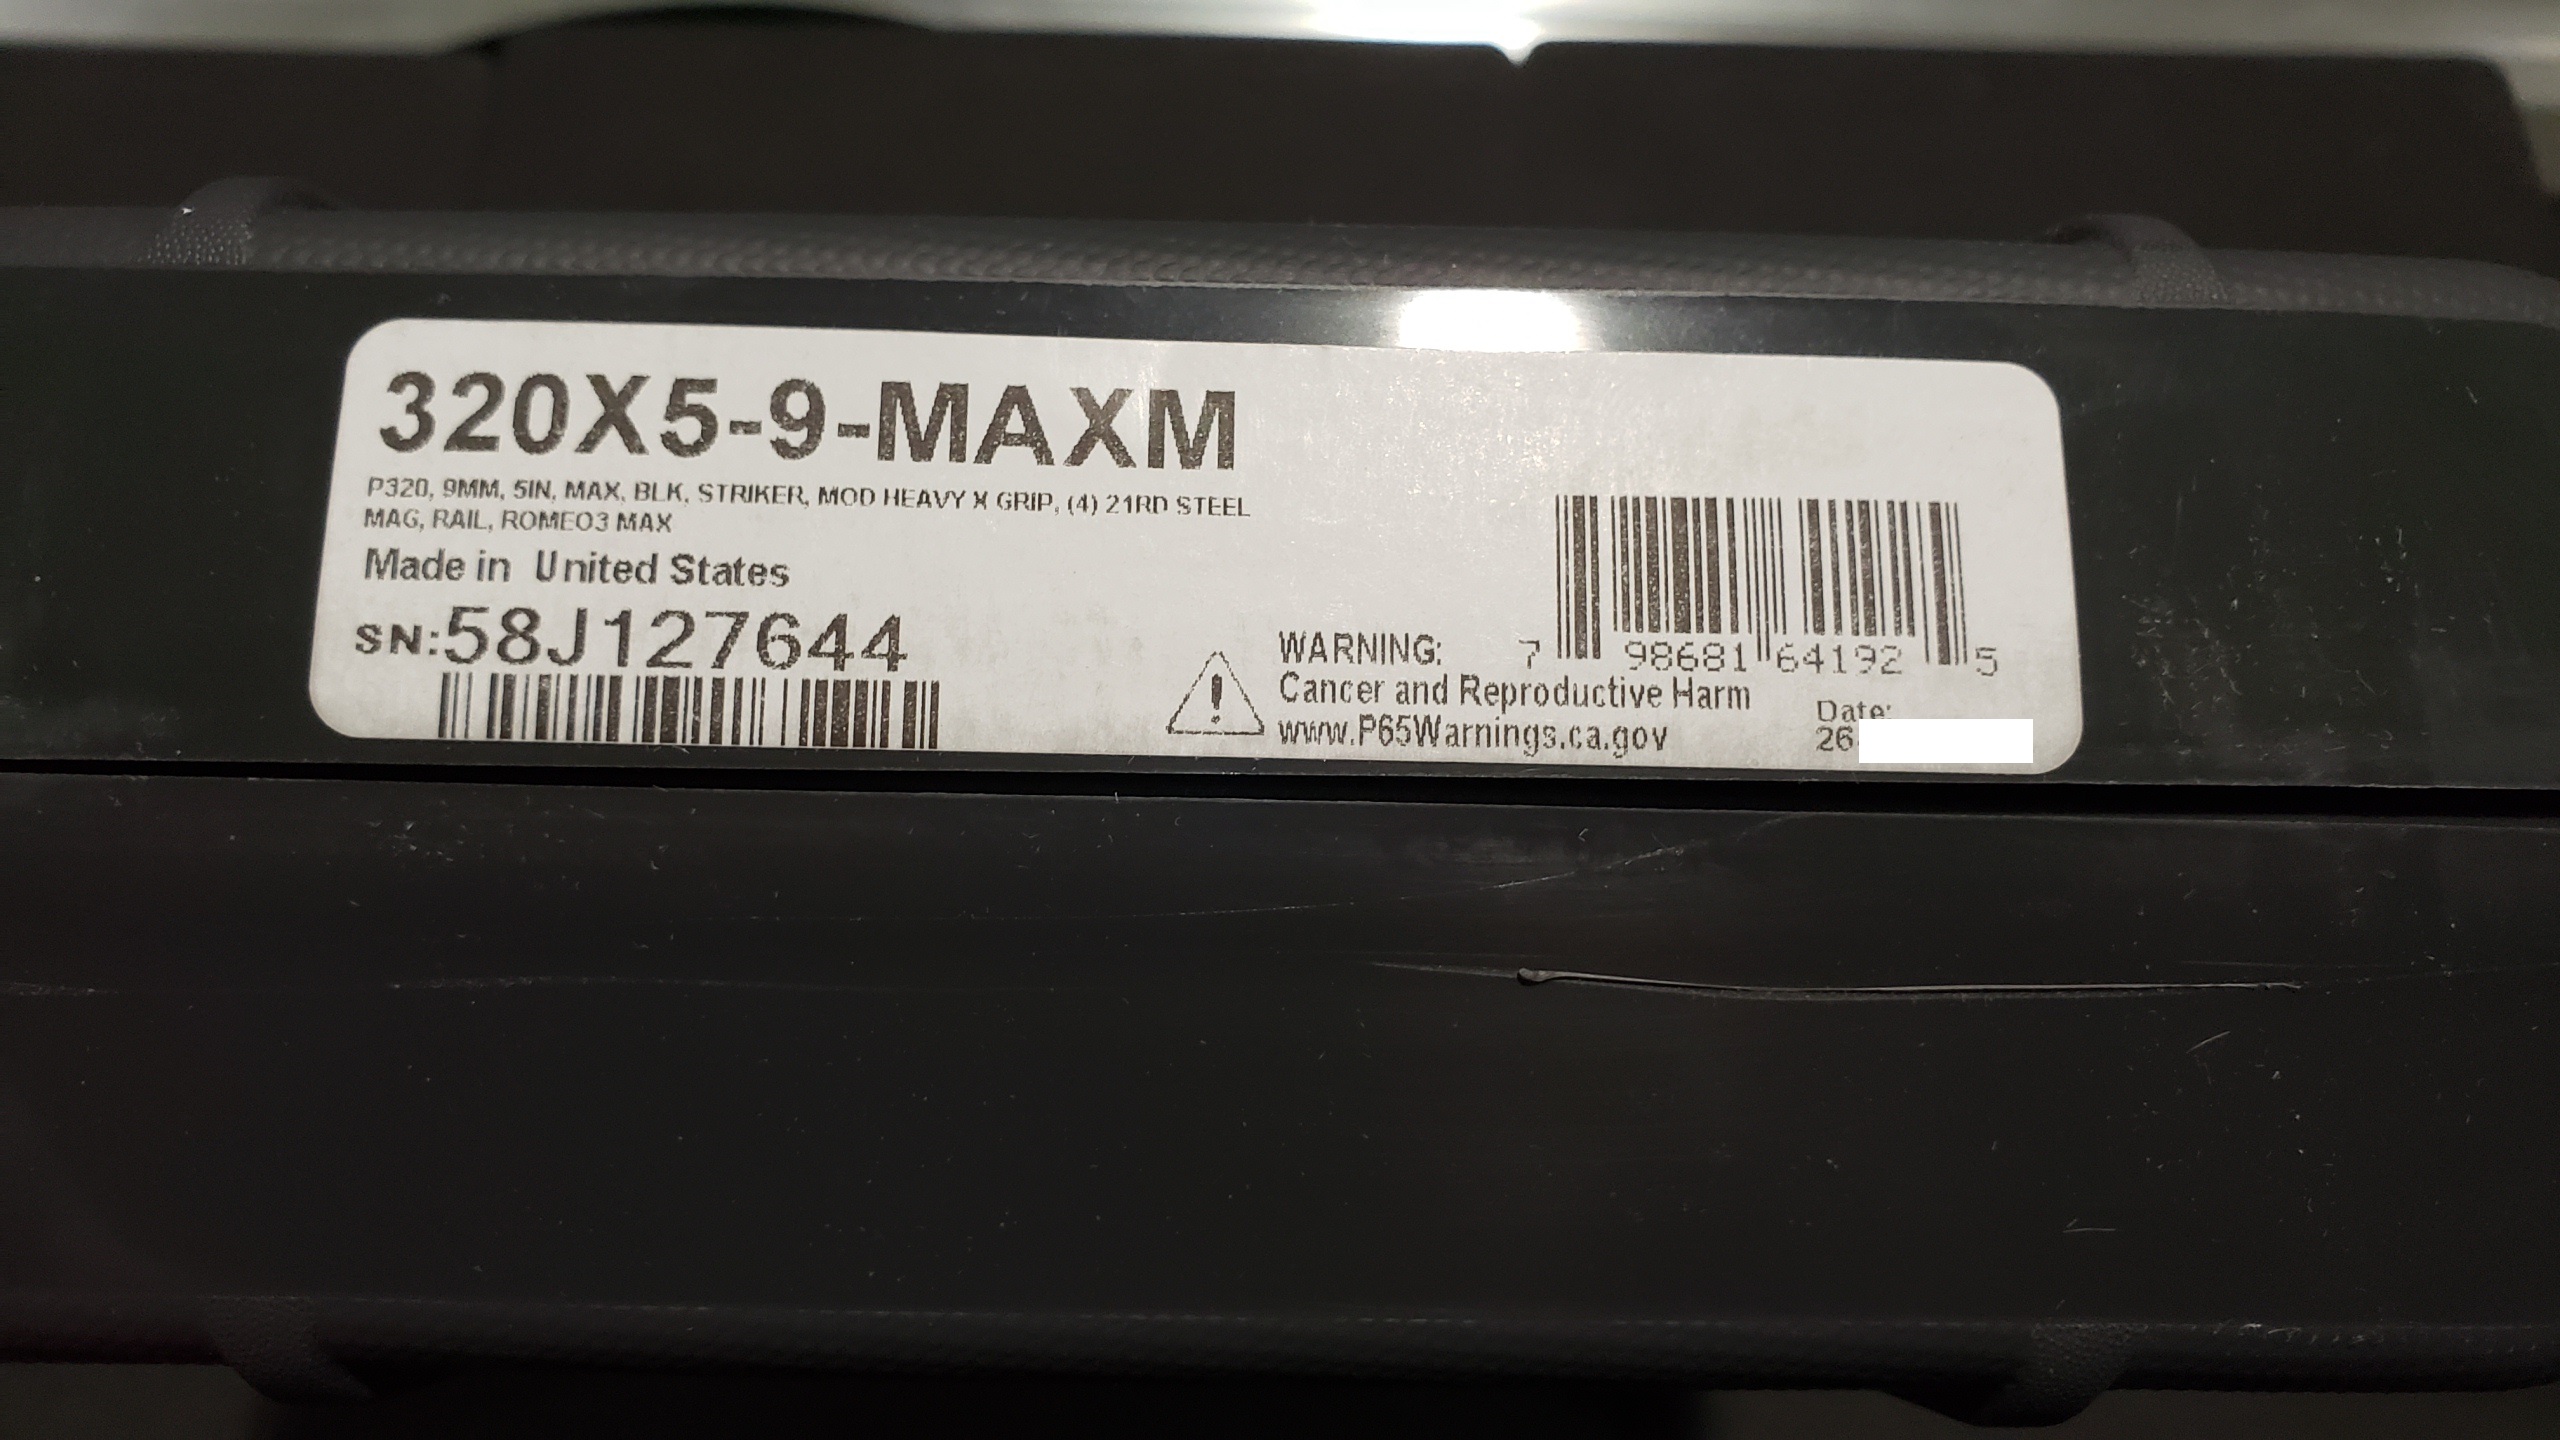 320X5-9-MAXM
P320, 9MM, 5IN, MAX, BLK, STRIKER, MOD HEAVY X GRIP, (4) 21RD STEEL
MAG, RAIL, ROMEO3 MAX
Made in United States
SN:58J127644
WARNING:
Cancer and Reproductive Harm
www.P65Warnings.ca.gov
7 98681 64192 5
Date:
26